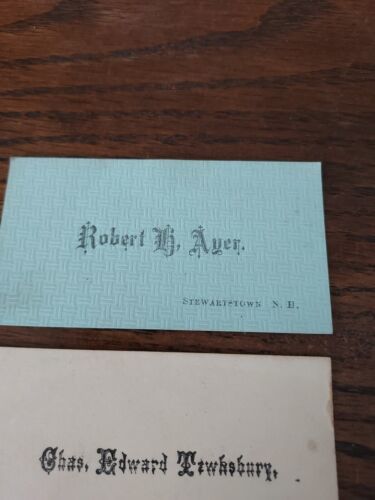 Robert H, Ayer.
STEWARTSTOWN N. H.
Chas. Edward Tewksbury,